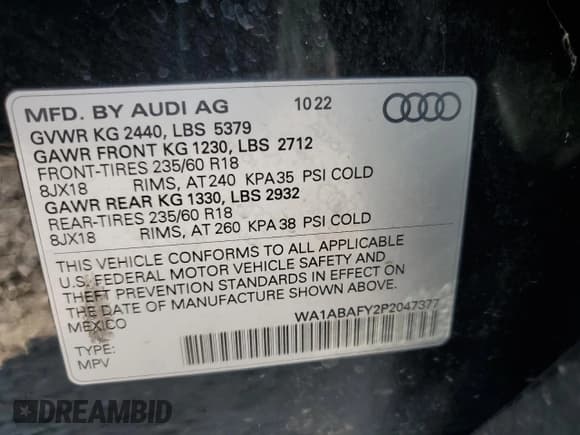 MFD. BY AUDI AG 10 22
GVWR KG 2440, LBS 5379
GAWR FRONT KG 1230, LBS 2712
FRONT-TIRES 235/60 R18
8JX18 RIMS, AT 240 KPA 35 PSI COLD
GAWR REAR KG 1330, LBS 2932
REAR-TIRES 235/60 R18
8JX18 RIMS, AT 260 KPA 38 PSI COLD
THIS VEHICLE CONFORMS TO ALL APPLICABLE
U.S. FEDERAL MOTOR VEHICLE SAFETY AND
THEFT PREVENTION STANDARDS IN EFFECT ON
THE DATE OF MANUFACTURE SHOWN ABOVE.
MEXICO
WA1ABAFY2P2047377
TYPE:
MPV
DREAMBID